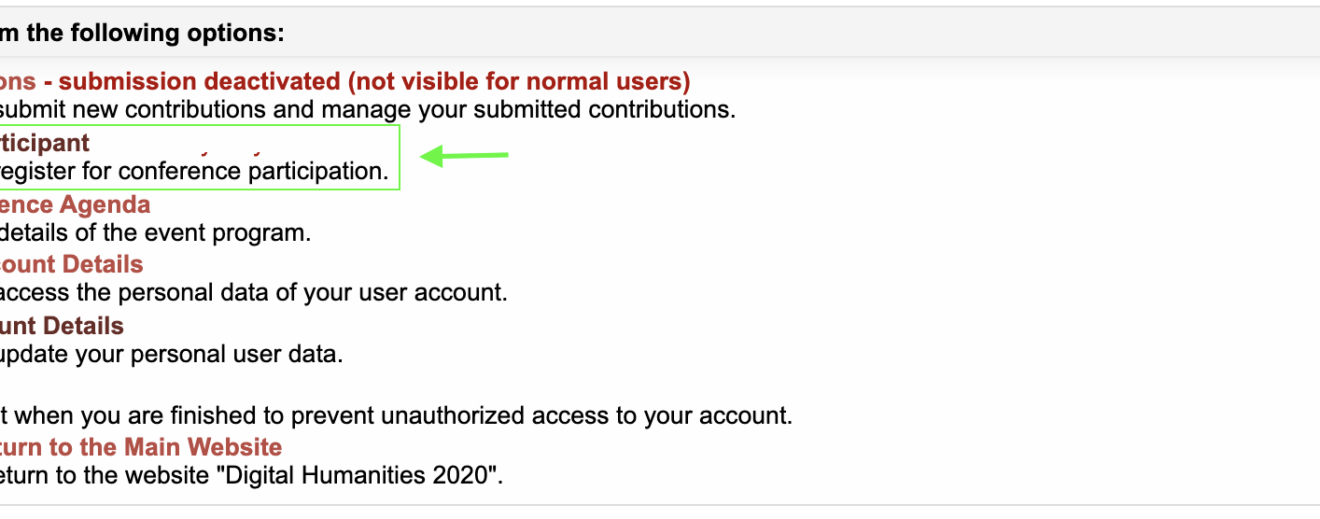 m the following options:
ons - submission deactivated (not visible for normal users)
submit new contributions and manage your submitted contributions.
ticipant
egister for conference participation.
ence Agenda
details of the event program.
ount Details
access the personal data of your user account.
unt Details
update your personal user data.
t when you are finished to prevent unauthorized access to your account.
turn to the Main Website
eturn to the website "Digital Humanities 2020".